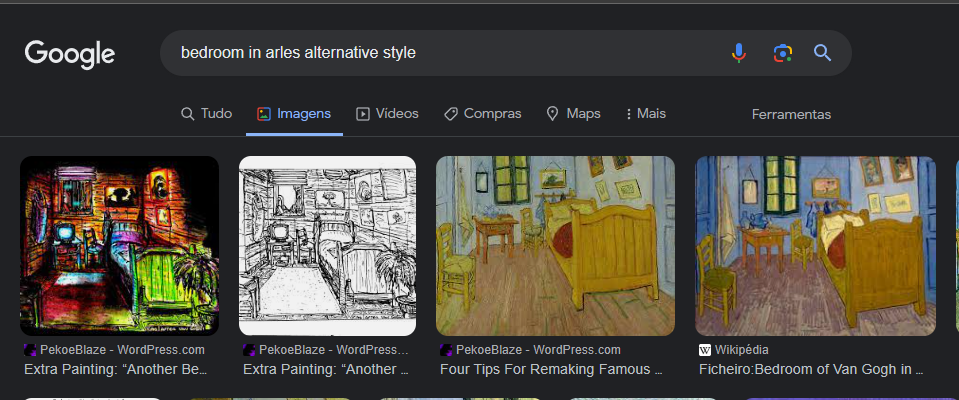 Google
bedroom in arles alternative style
Tudo Imagens Vídeos Compras Maps Mais Ferramentas
PekoeBlaze - WordPress.com
Extra Painting: “Another Be...
PekoeBlaze - WordPress...
Extra Painting: “Another ...
PekoeBlaze - WordPress.com
Four Tips For Remaking Famous ...
W Wikipédia
Ficheiro:Bedroom of Van Gogh in ...